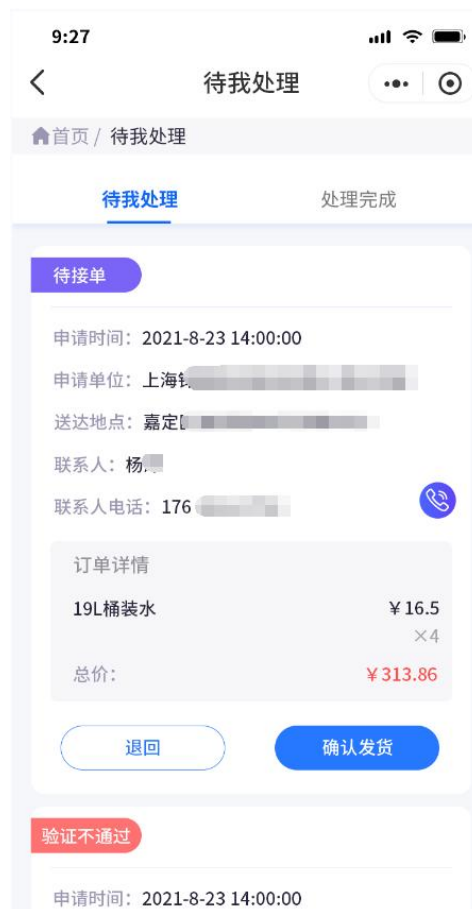 9:27
待我处理
首页 / 待我处理
待我处理 处理完成
待接单
申请时间：2021-8-23 14:00:00
申请单位：上海
送达地点：嘉定
联系人：杨
联系人电话：176
订单详情
19L桶装水 ￥16.5
×4
总价： ￥313.86
退回 确认发货
验证不通过
申请时间：2021-8-23 14:00:00